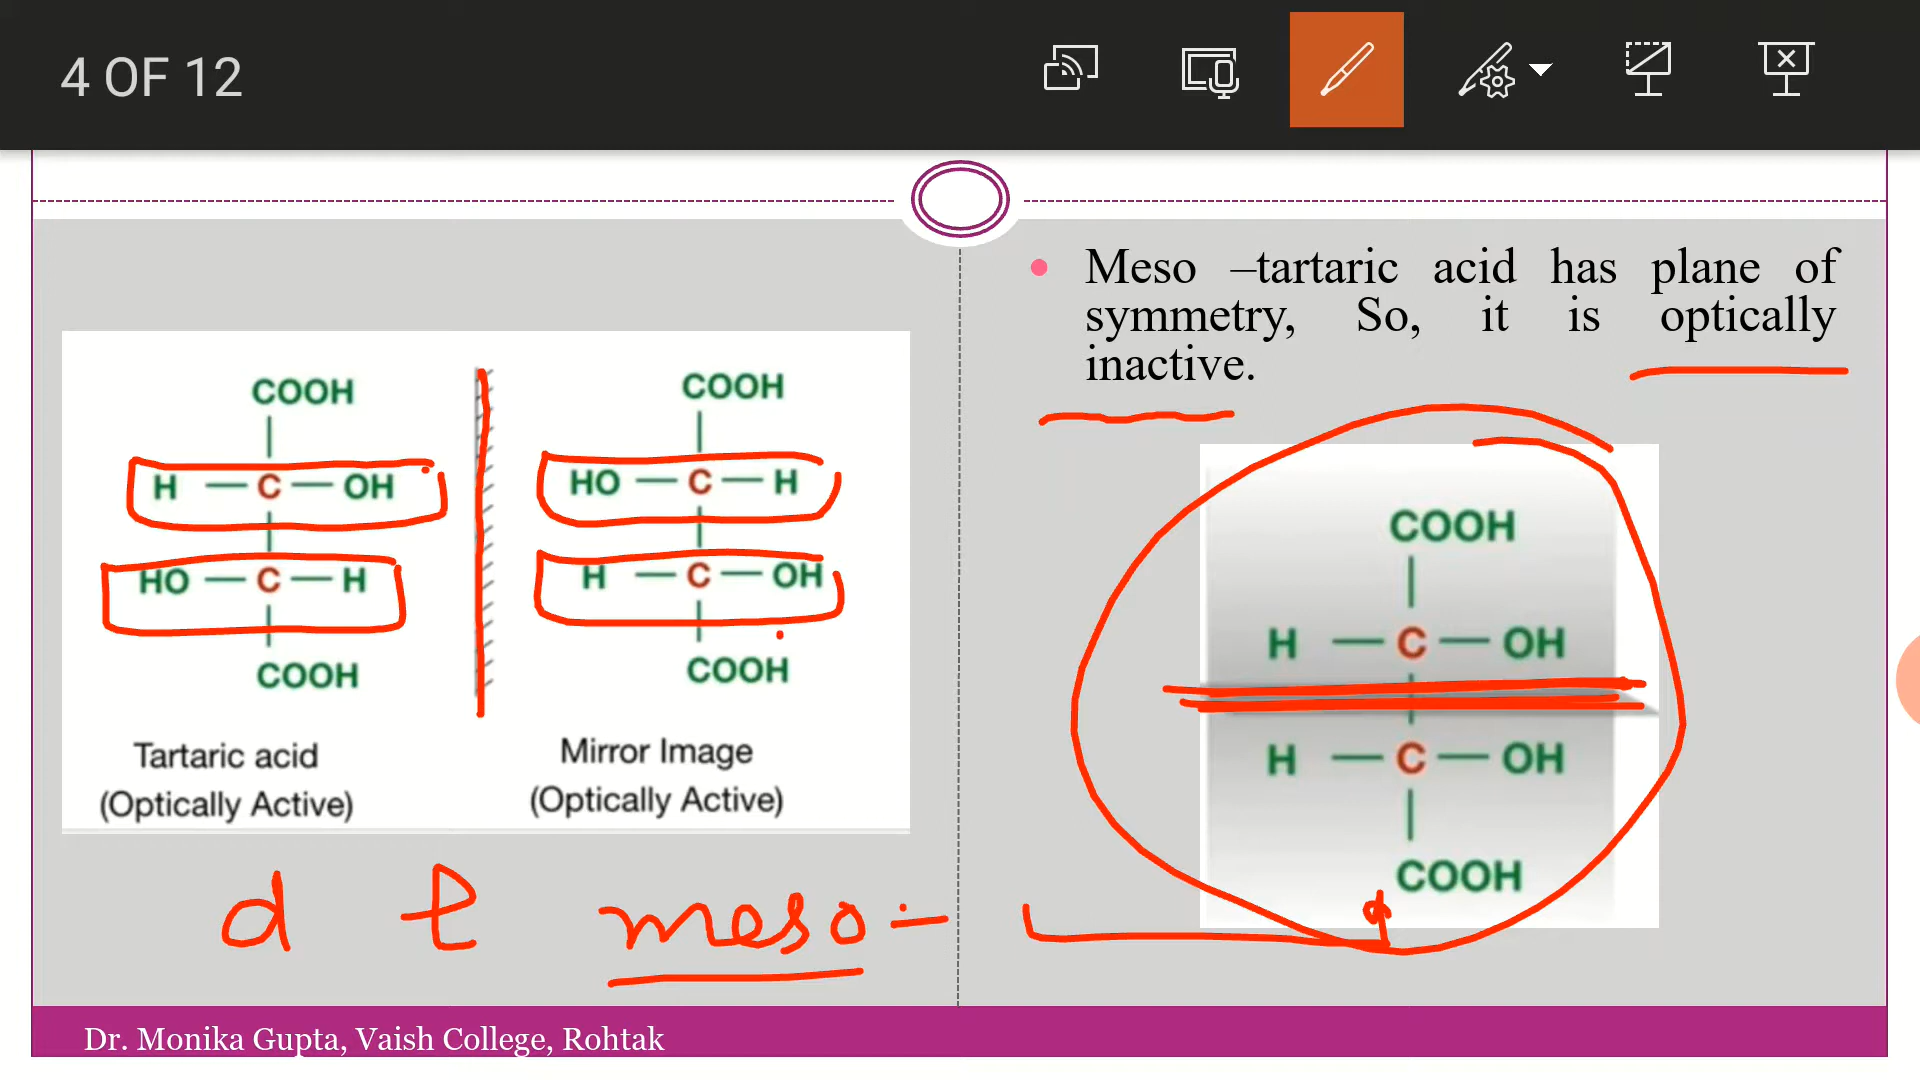 4 OF 12
Meso –tartaric acid has plane of
symmetry, So, it is optically
inactive.
COOH
H — C — OH
HO — C — H
COOH
Tartaric acid
(Optically Active)
COOH
HO — C — H
H — C — OH
COOH
Mirror Image
(Optically Active)
COOH
H — C — OH
H — C — OH
COOH
d l meso :-
Dr. Monika Gupta, Vaish College, Rohtak